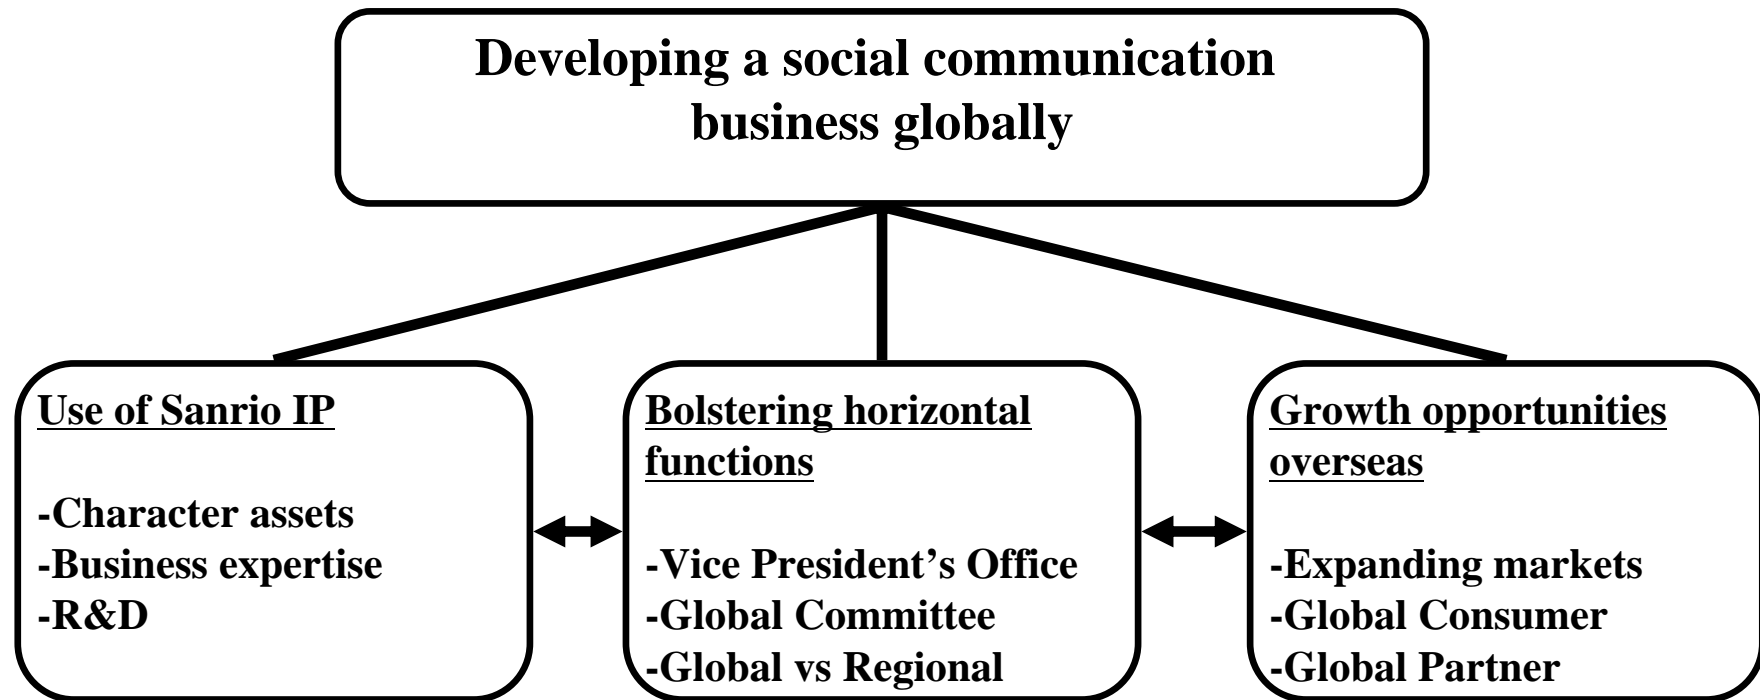 Developing a social communication
business globally
Use of Sanrio IP
-Character assets
-Business expertise
-R&D
Bolstering horizontal
functions
-Vice President’s Office
-Global Committee
-Global vs Regional
Growth opportunities
overseas
-Expanding markets
-Global Consumer
-Global Partner